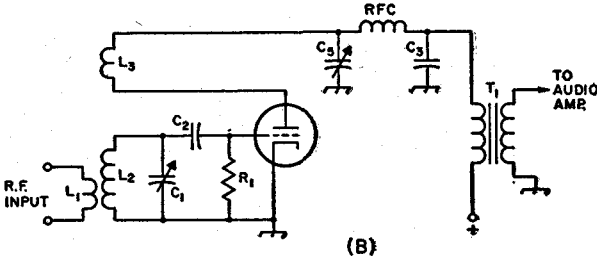 RFC
L3
C5
C3
T1
TO
AUDIO
AMP.
C2
R.F.
INPUT
L1
L2
C1
R1
+
(B)